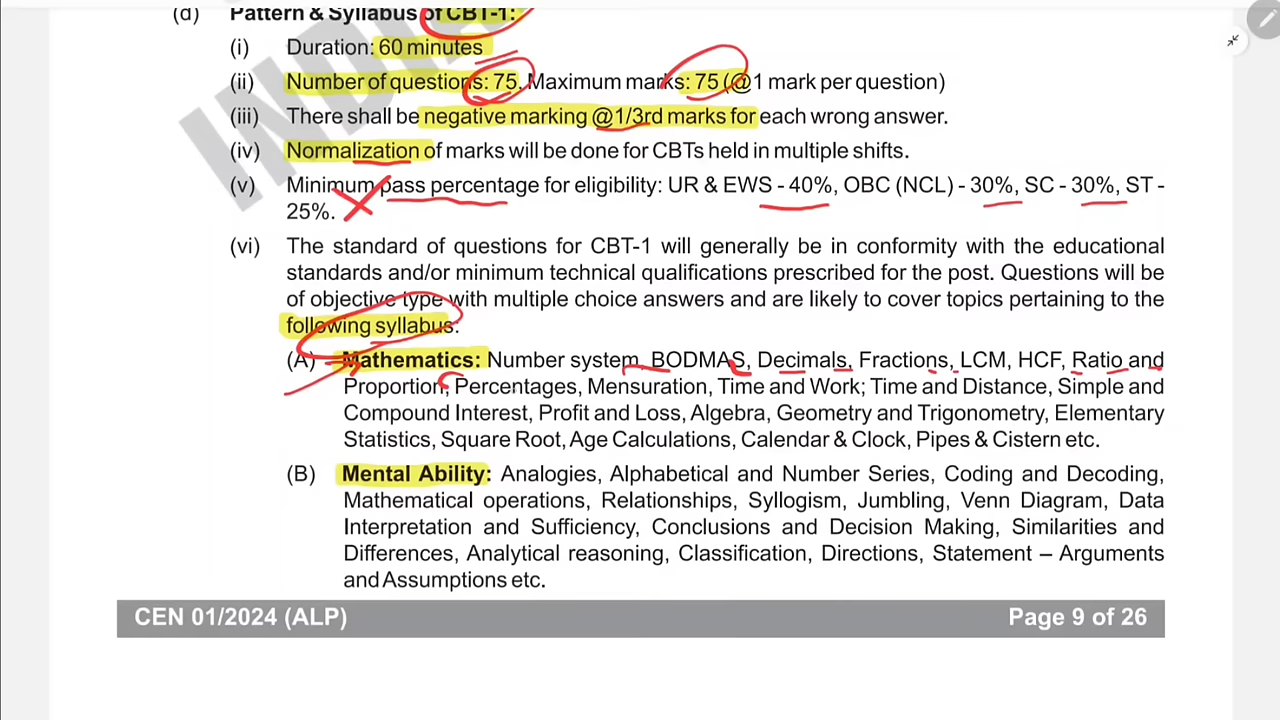 (d) Pattern & Syllabus of CBT-1:
(i) Duration: 60 minutes
(ii) Number of questions: 75. Maximum marks: 75 (@1 mark per question)
(iii) There shall be negative marking @1/3rd marks for each wrong answer.
(iv) Normalization of marks will be done for CBTs held in multiple shifts.
(v) Minimum pass percentage for eligibility: UR & EWS - 40%, OBC (NCL) - 30%, SC - 30%, ST -
25%.
(vi) The standard of questions for CBT-1 will generally be in conformity with the educational
standards and/or minimum technical qualifications prescribed for the post. Questions will be
of objective type with multiple choice answers and are likely to cover topics pertaining to the
following syllabus:
(A) Mathematics: Number system, BODMAS, Decimals, Fractions, LCM, HCF, Ratio and
Proportion, Percentages, Mensuration, Time and Work; Time and Distance, Simple and
Compound Interest, Profit and Loss, Algebra, Geometry and Trigonometry, Elementary
Statistics, Square Root, Age Calculations, Calendar & Clock, Pipes & Cistern etc.
(B) Mental Ability: Analogies, Alphabetical and Number Series, Coding and Decoding,
Mathematical operations, Relationships, Syllogism, Jumbling, Venn Diagram, Data
Interpretation and Sufficiency, Conclusions and Decision Making, Similarities and
Differences, Analytical reasoning, Classification, Directions, Statement – Arguments
and Assumptions etc.
CEN 01/2024 (ALP) Page 9 of 26